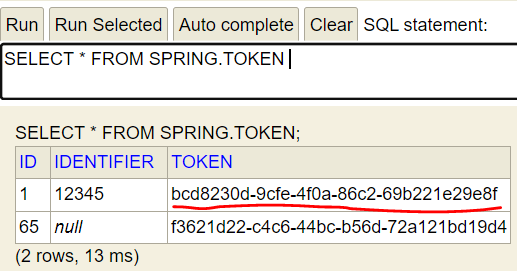 Run Run Selected Auto complete Clear SQL statement:
SELECT * FROM SPRING.TOKEN
SELECT * FROM SPRING.TOKEN;
ID IDENTIFIER TOKEN
1 12345 bcd8230d-9cfe-4f0a-86c2-69b221e29e8f
65 null f3621d22-c4c6-44bc-b56d-72a121bd19d4
(2 rows, 13 ms)